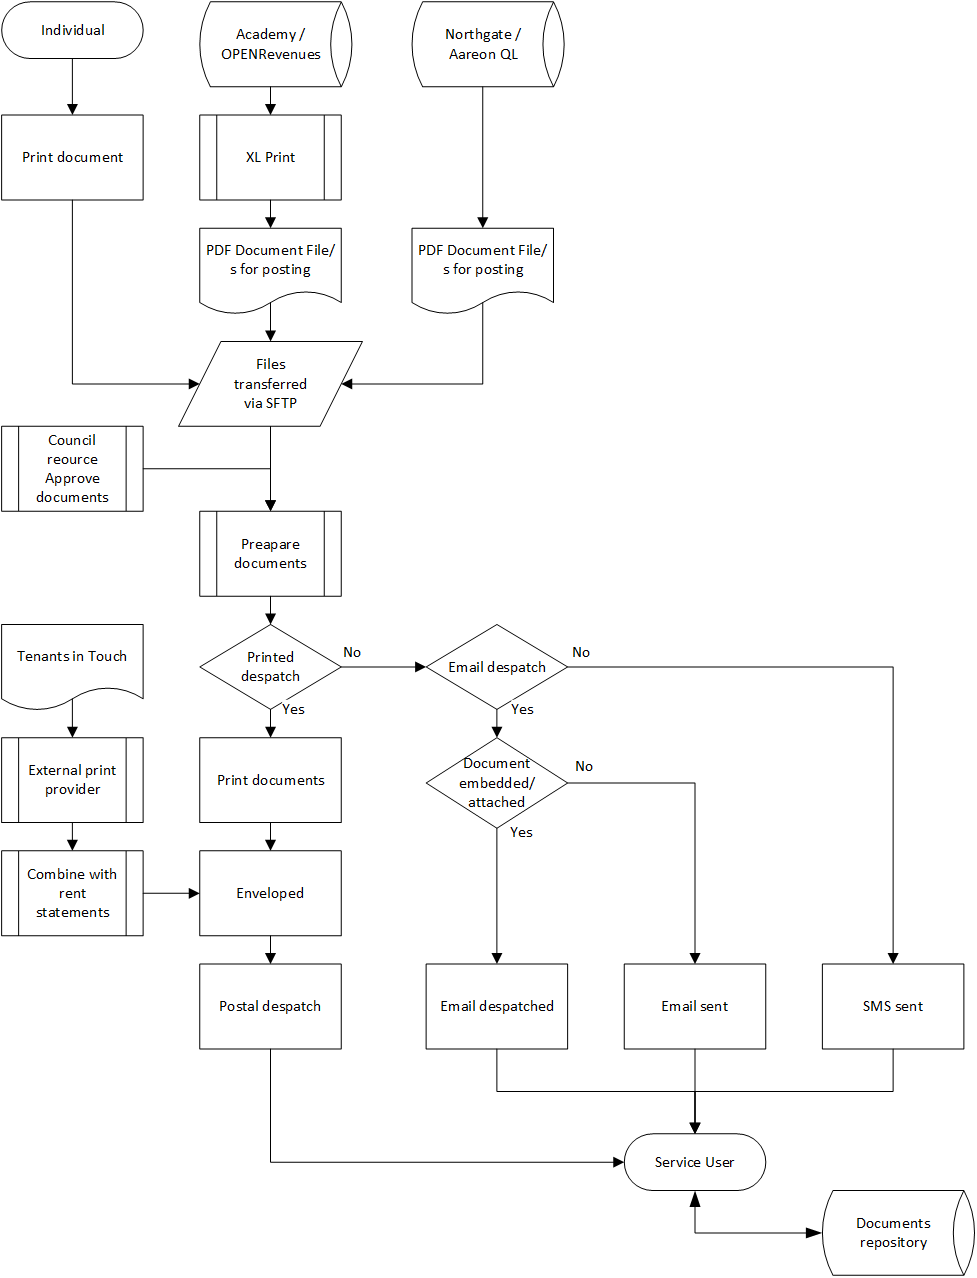 Individual
Academy /
OPENRevenues
Northgate /
Aareon QL
Print document
XL Print
PDF Document File/
s for posting
PDF Document File/
s for posting
Files
transferred
via SFTP
Council
reource
Approve
documents
Preapare
documents
Tenants in Touch
Printed
despatch
No
Yes
Email despatch
No
Yes
External print
provider
Print documents
Document
embedded/
attached
No
Yes
Combine with
rent
statements
Enveloped
Postal despatch
Email despatched
Email sent
SMS sent
Service User
Documents
repository